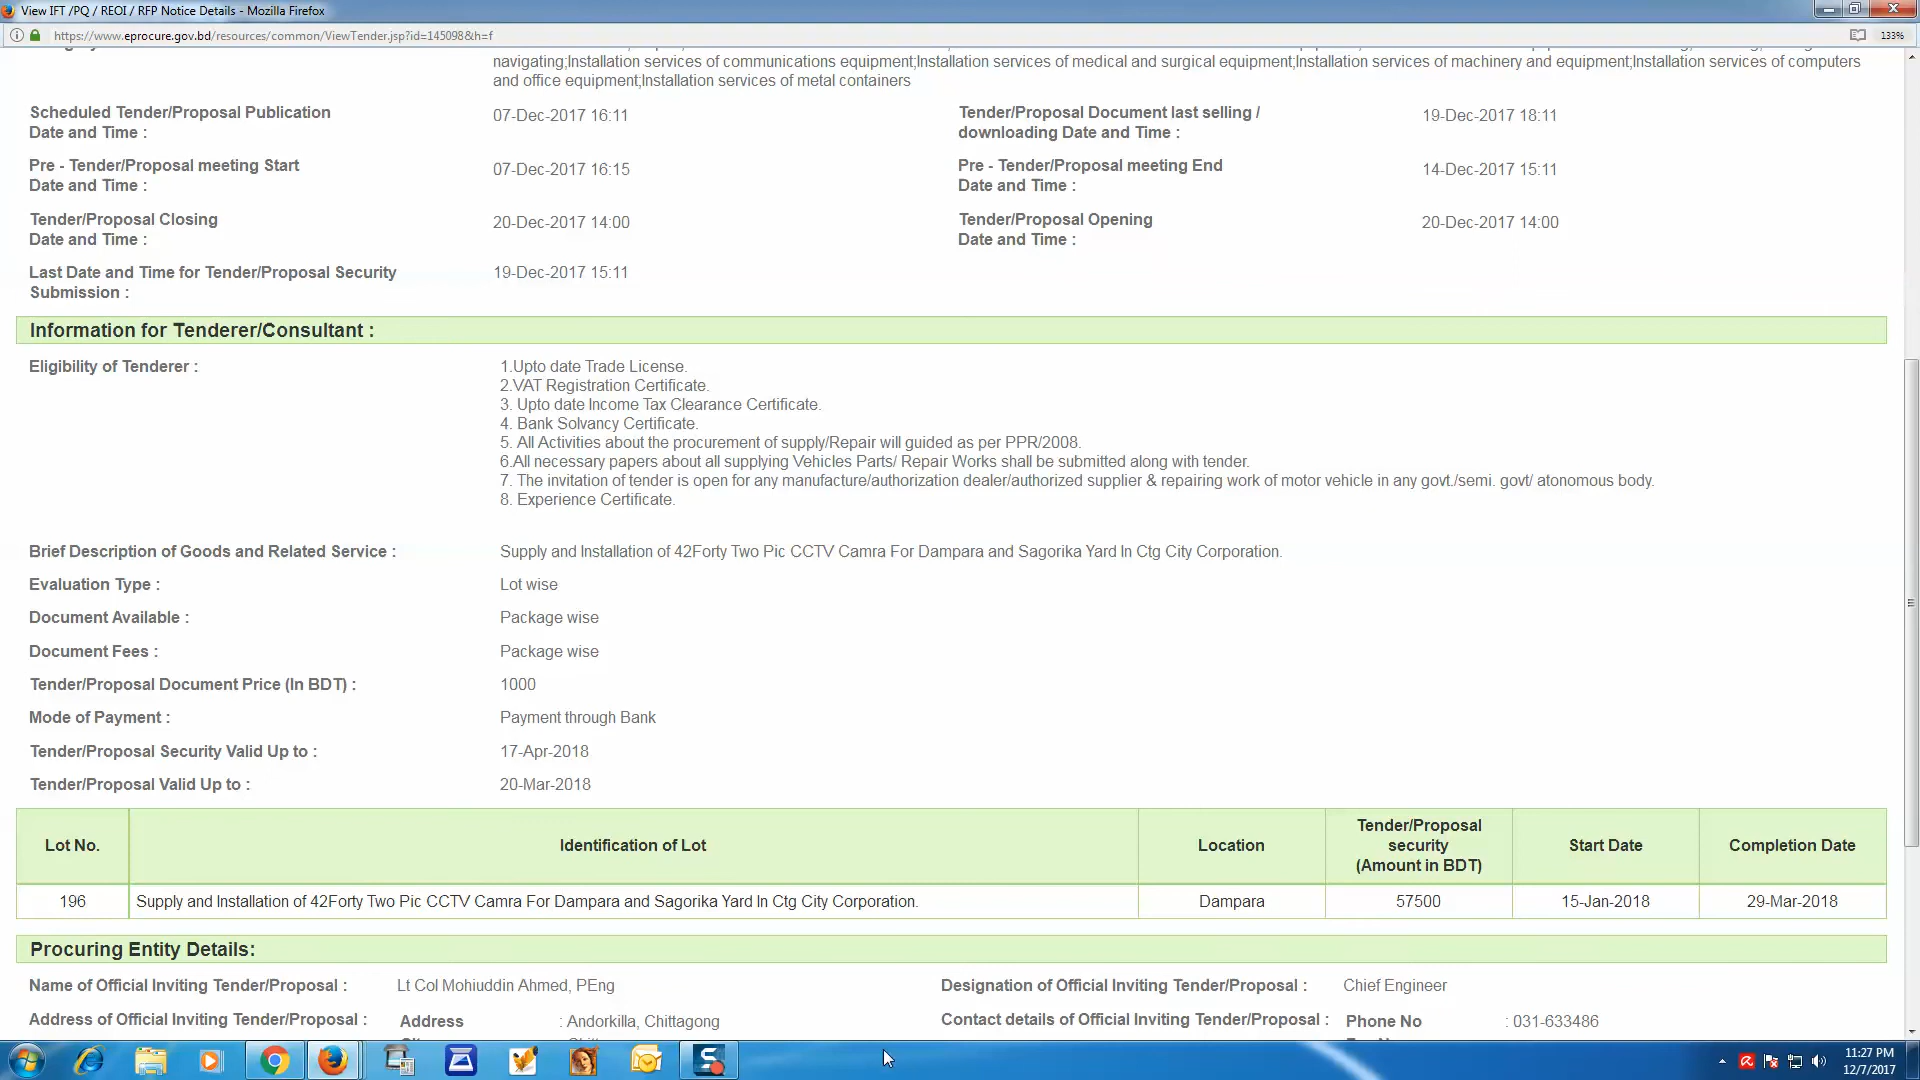 View IFT /PQ / REOI / RFP Notice Details - Mozilla Firefox
https://www.eprocure.gov.bd/resources/common/ViewTender.jsp?id=145098&h=f
133%
navigating;Installation services of communications equipment;Installation services of medical and surgical equipment;Installation services of machinery and equipment;Installation services of computers
and office equipment;Installation services of metal containers
Scheduled Tender/Proposal Publication
Date and Time :
07-Dec-2017 16:11
Tender/Proposal Document last selling /
downloading Date and Time :
19-Dec-2017 18:11
Pre - Tender/Proposal meeting Start
Date and Time :
07-Dec-2017 16:15
Pre - Tender/Proposal meeting End
Date and Time :
14-Dec-2017 15:11
Tender/Proposal Closing
Date and Time :
20-Dec-2017 14:00
Tender/Proposal Opening
Date and Time :
20-Dec-2017 14:00
Last Date and Time for Tender/Proposal Security
Submission :
19-Dec-2017 15:11
Information for Tenderer/Consultant :
Eligibility of Tenderer :
1.Upto date Trade License.
2.VAT Registration Certificate.
3. Upto date Income Tax Clearance Certificate.
4. Bank Solvancy Certificate.
5. All Activities about the procurement of supply/Repair will guided as per PPR/2008.
6.All necessary papers about all supplying Vehicles Parts/ Repair Works shall be submitted along with tender.
7. The invitation of tender is open for any manufacture/authorization dealer/authorized supplier & repairing work of motor vehicle in any govt./semi. govt/ atonomous body.
8. Experience Certificate.
Brief Description of Goods and Related Service : Supply and Installation of 42Forty Two Pic CCTV Camra For Dampara and Sagorika Yard In Ctg City Corporation.
Evaluation Type : Lot wise
Document Available : Package wise
Document Fees : Package wise
Tender/Proposal Document Price (In BDT) : 1000
Mode of Payment : Payment through Bank
Tender/Proposal Security Valid Up to : 17-Apr-2018
Tender/Proposal Valid Up to : 20-Mar-2018
Lot No.
Identification of Lot
Location
Tender/Proposal
security
(Amount in BDT)
Start Date
Completion Date
196 Supply and Installation of 42Forty Two Pic CCTV Camra For Dampara and Sagorika Yard In Ctg City Corporation. Dampara 57500 15-Jan-2018 29-Mar-2018
Procuring Entity Details:
Name of Official Inviting Tender/Proposal : Lt Col Mohiuddin Ahmed, PEng Designation of Official Inviting Tender/Proposal : Chief Engineer
Address of Official Inviting Tender/Proposal : Address : Andorkilla, Chittagong Contact details of Official Inviting Tender/Proposal : Phone No : 031-633486
11:27 PM
12/7/2017